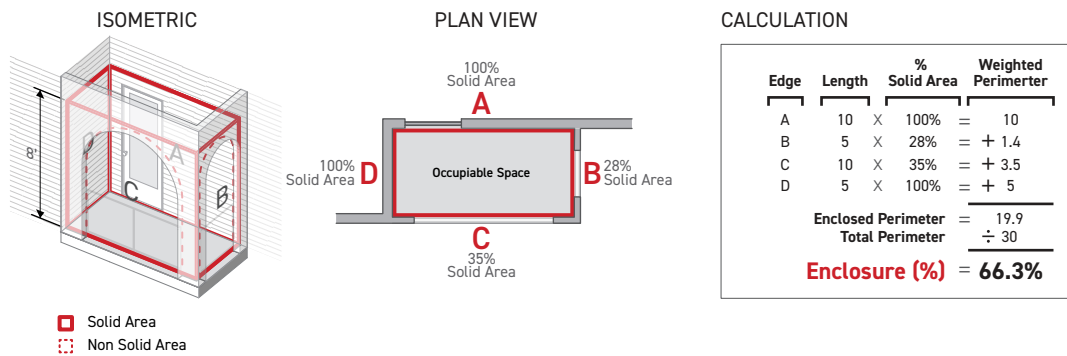 ISOMETRIC
8'
D
A
C
B
Solid Area
Non Solid Area
PLAN VIEW
100%
Solid Area
A
100%
Solid Area
D
Occupiable Space
B
28%
Solid Area
C
35%
Solid Area
CALCULATION
Edge Length % Solid Area Weighted Perimerter
A 10 X 100% = 10
B 5 X 28% = + 1.4
C 10 X 35% = + 3.5
D 5 X 100% = + 5
Enclosed Perimeter = 19.9
Total Perimeter ÷ 30
Enclosure (%) = 66.3%